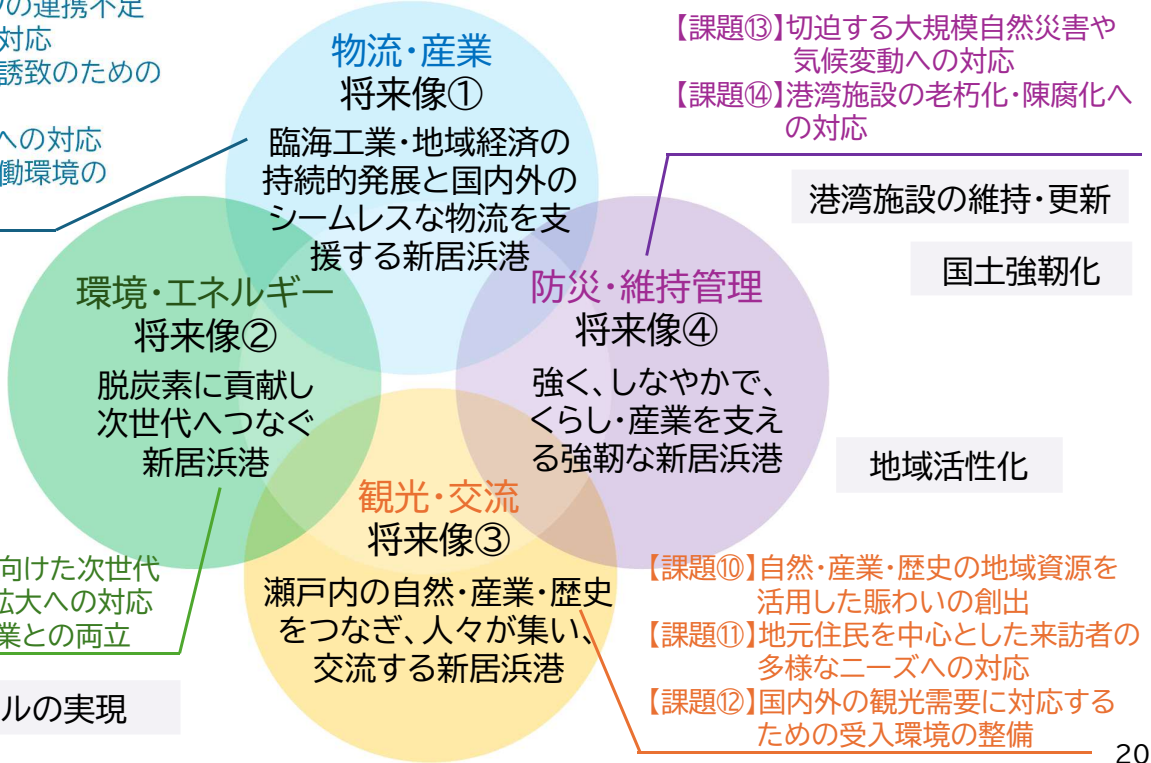 の連携不足
対応
誘致のための
への対応
働環境の
物流・産業
将来像①
臨海工業・地域経済の
持続的発展と国内外の
シームレスな物流を支
援する新居浜港
【課題⑬】切迫する大規模自然災害や
気候変動への対応
【課題⑭】港湾施設の老朽化・陳腐化へ
の対応
港湾施設の維持・更新
国土強靭化
環境・エネルギー
将来像②
脱炭素に貢献し
次世代へつなぐ
新居浜港
防災・維持管理
将来像④
強く、しなやかで、
くらし・産業を支え
る強靭な新居浜港
地域活性化
観光・交流
将来像③
瀬戸内の自然・産業・歴史
をつなぎ、人々が集い、
交流する新居浜港
向けた次世代
拡大への対応
業との両立
ルの実現
【課題⑩】自然・産業・歴史の地域資源を
活用した賑わいの創出
【課題⑪】地元住民を中心とした来訪者の
多様なニーズへの対応
【課題⑫】国内外の観光需要に対応する
ための受入環境の整備
20